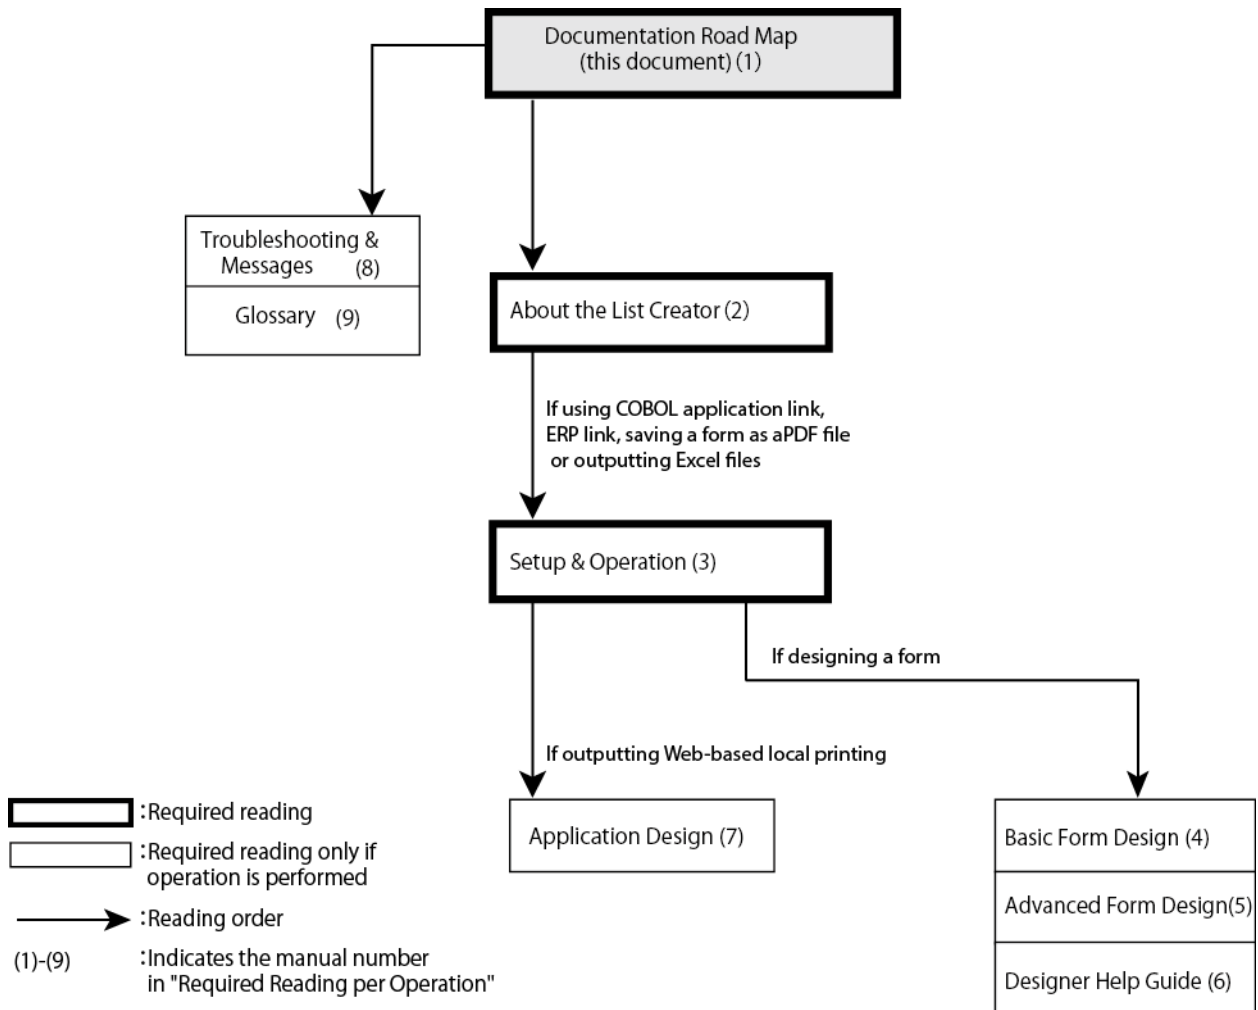 Documentation Road Map
(this document) (1)
Troubleshooting &
Messages (8)
Glossary (9)
About the List Creator (2)
If using COBOL application link,
ERP link, saving a form as aPDF file
or outputting Excel files
Setup & Operation (3)
If designing a form
If outputting Web-based local printing
Application Design (7)
Basic Form Design (4)
Advanced Form Design(5)
Designer Help Guide (6)
:Required reading
:Required reading only if
operation is performed
:Reading order
(1)-(9) :Indicates the manual number
in "Required Reading per Operation"